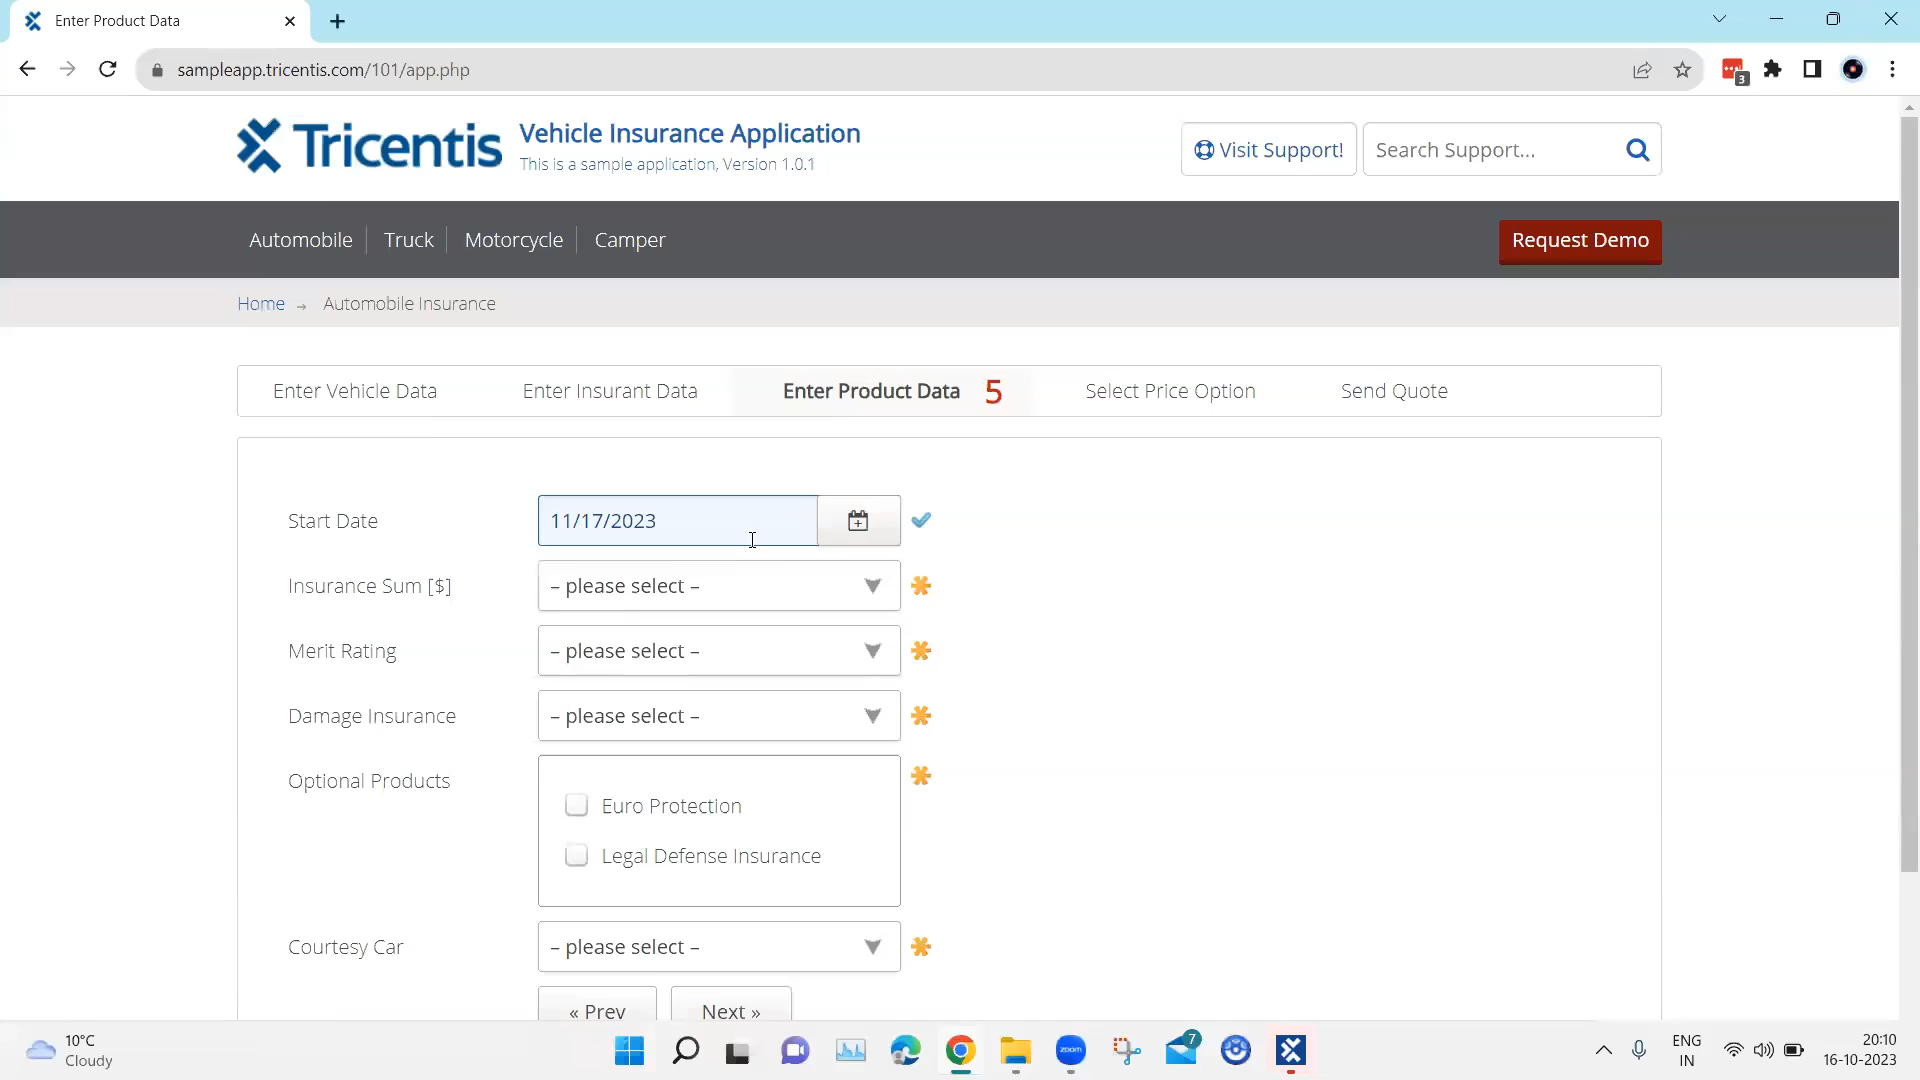 Enter Product Data
sampleapp.tricentis.com/101/app.php
3
Tricentis
Vehicle Insurance Application
This is a sample application, Version 1.0.1
Visit Support!
Search Support...
Automobile
Truck
Motorcycle
Camper
Request Demo
Home → Automobile Insurance
Enter Vehicle Data
Enter Insurant Data
Enter Product Data 5
Select Price Option
Send Quote
Start Date
11/17/2023
Insurance Sum [$]
– please select –
Merit Rating
– please select –
Damage Insurance
– please select –
Optional Products
Euro Protection
Legal Defense Insurance
Courtesy Car
– please select –
« Prev
Next »
10°C
Cloudy
zoom
7
ENG
IN
20:10
16-10-2023